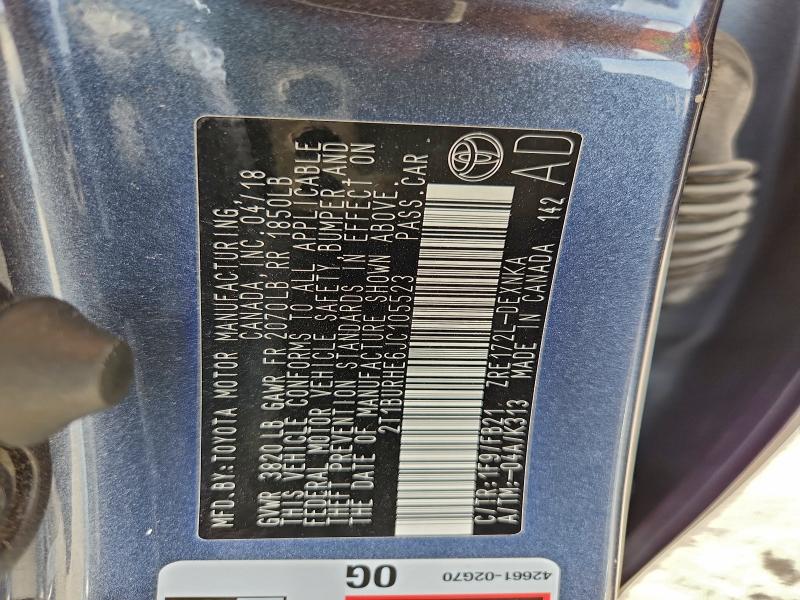 MFD.BY:TOYOTA MOTOR MANUFACTURING,
CANADA, INC. 04/18
GVWR 3820LB GAWR FR 2070LB RR 1850LB
THIS VEHICLE CONFORMS TO ALL APPLICABLE
FEDERAL MOTOR VEHICLE SAFETY, BUMPER, AND
THEFT PREVENTION STANDARDS IN EFFECT ON
THE DATE OF MANUFACTURE SHOWN ABOVE.
2T1BURHE6JC105523 PASS.CAR
C/TR:1F9/FB21 ZRE172L-DEXNKA
A/TM:-04A/K313 MADE IN CANADA 142
AD
0G
42661-02G70